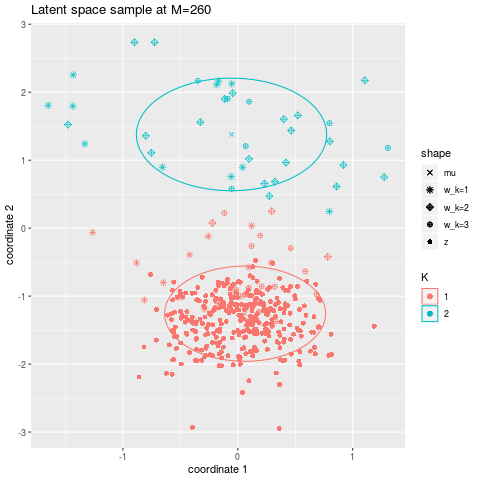 Latent space sample at M=260
3
2
1
0
-1
-2
-3
coordinate 2
-1
0
1
coordinate 1
shape
mu
w_k=1
w_k=2
w_k=3
z
K
1
2